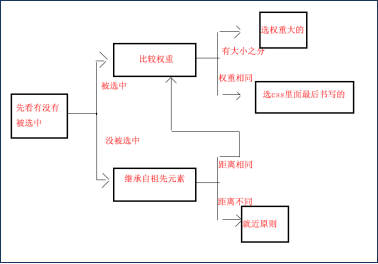 选权重大的
比较权重
有大小之分
权重相同
被选中
选css里面最后书写的
先看有没有
被选中
没被选中
距离相同
继承自祖先元素
距离不同
就近原则